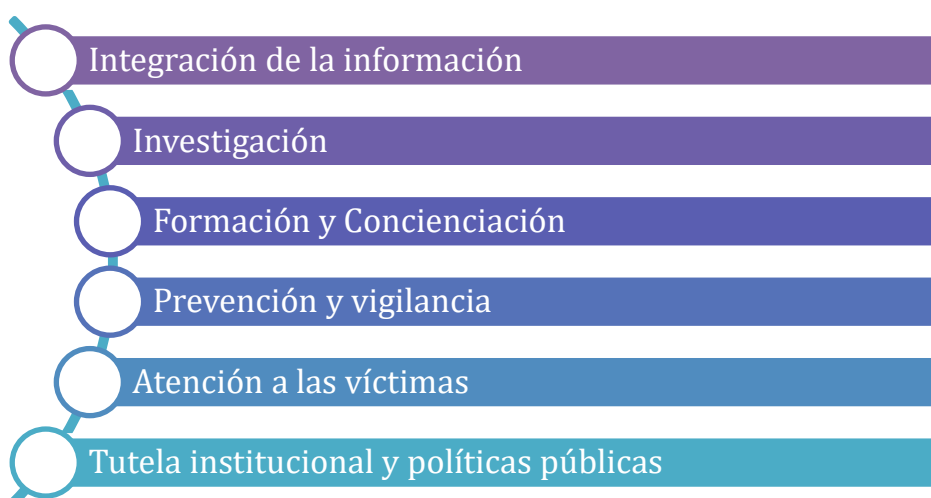 Integración de la información
Investigación
Formación y Concienciación
Prevención y vigilancia
Atención a las víctimas
Tutela institucional y políticas públicas